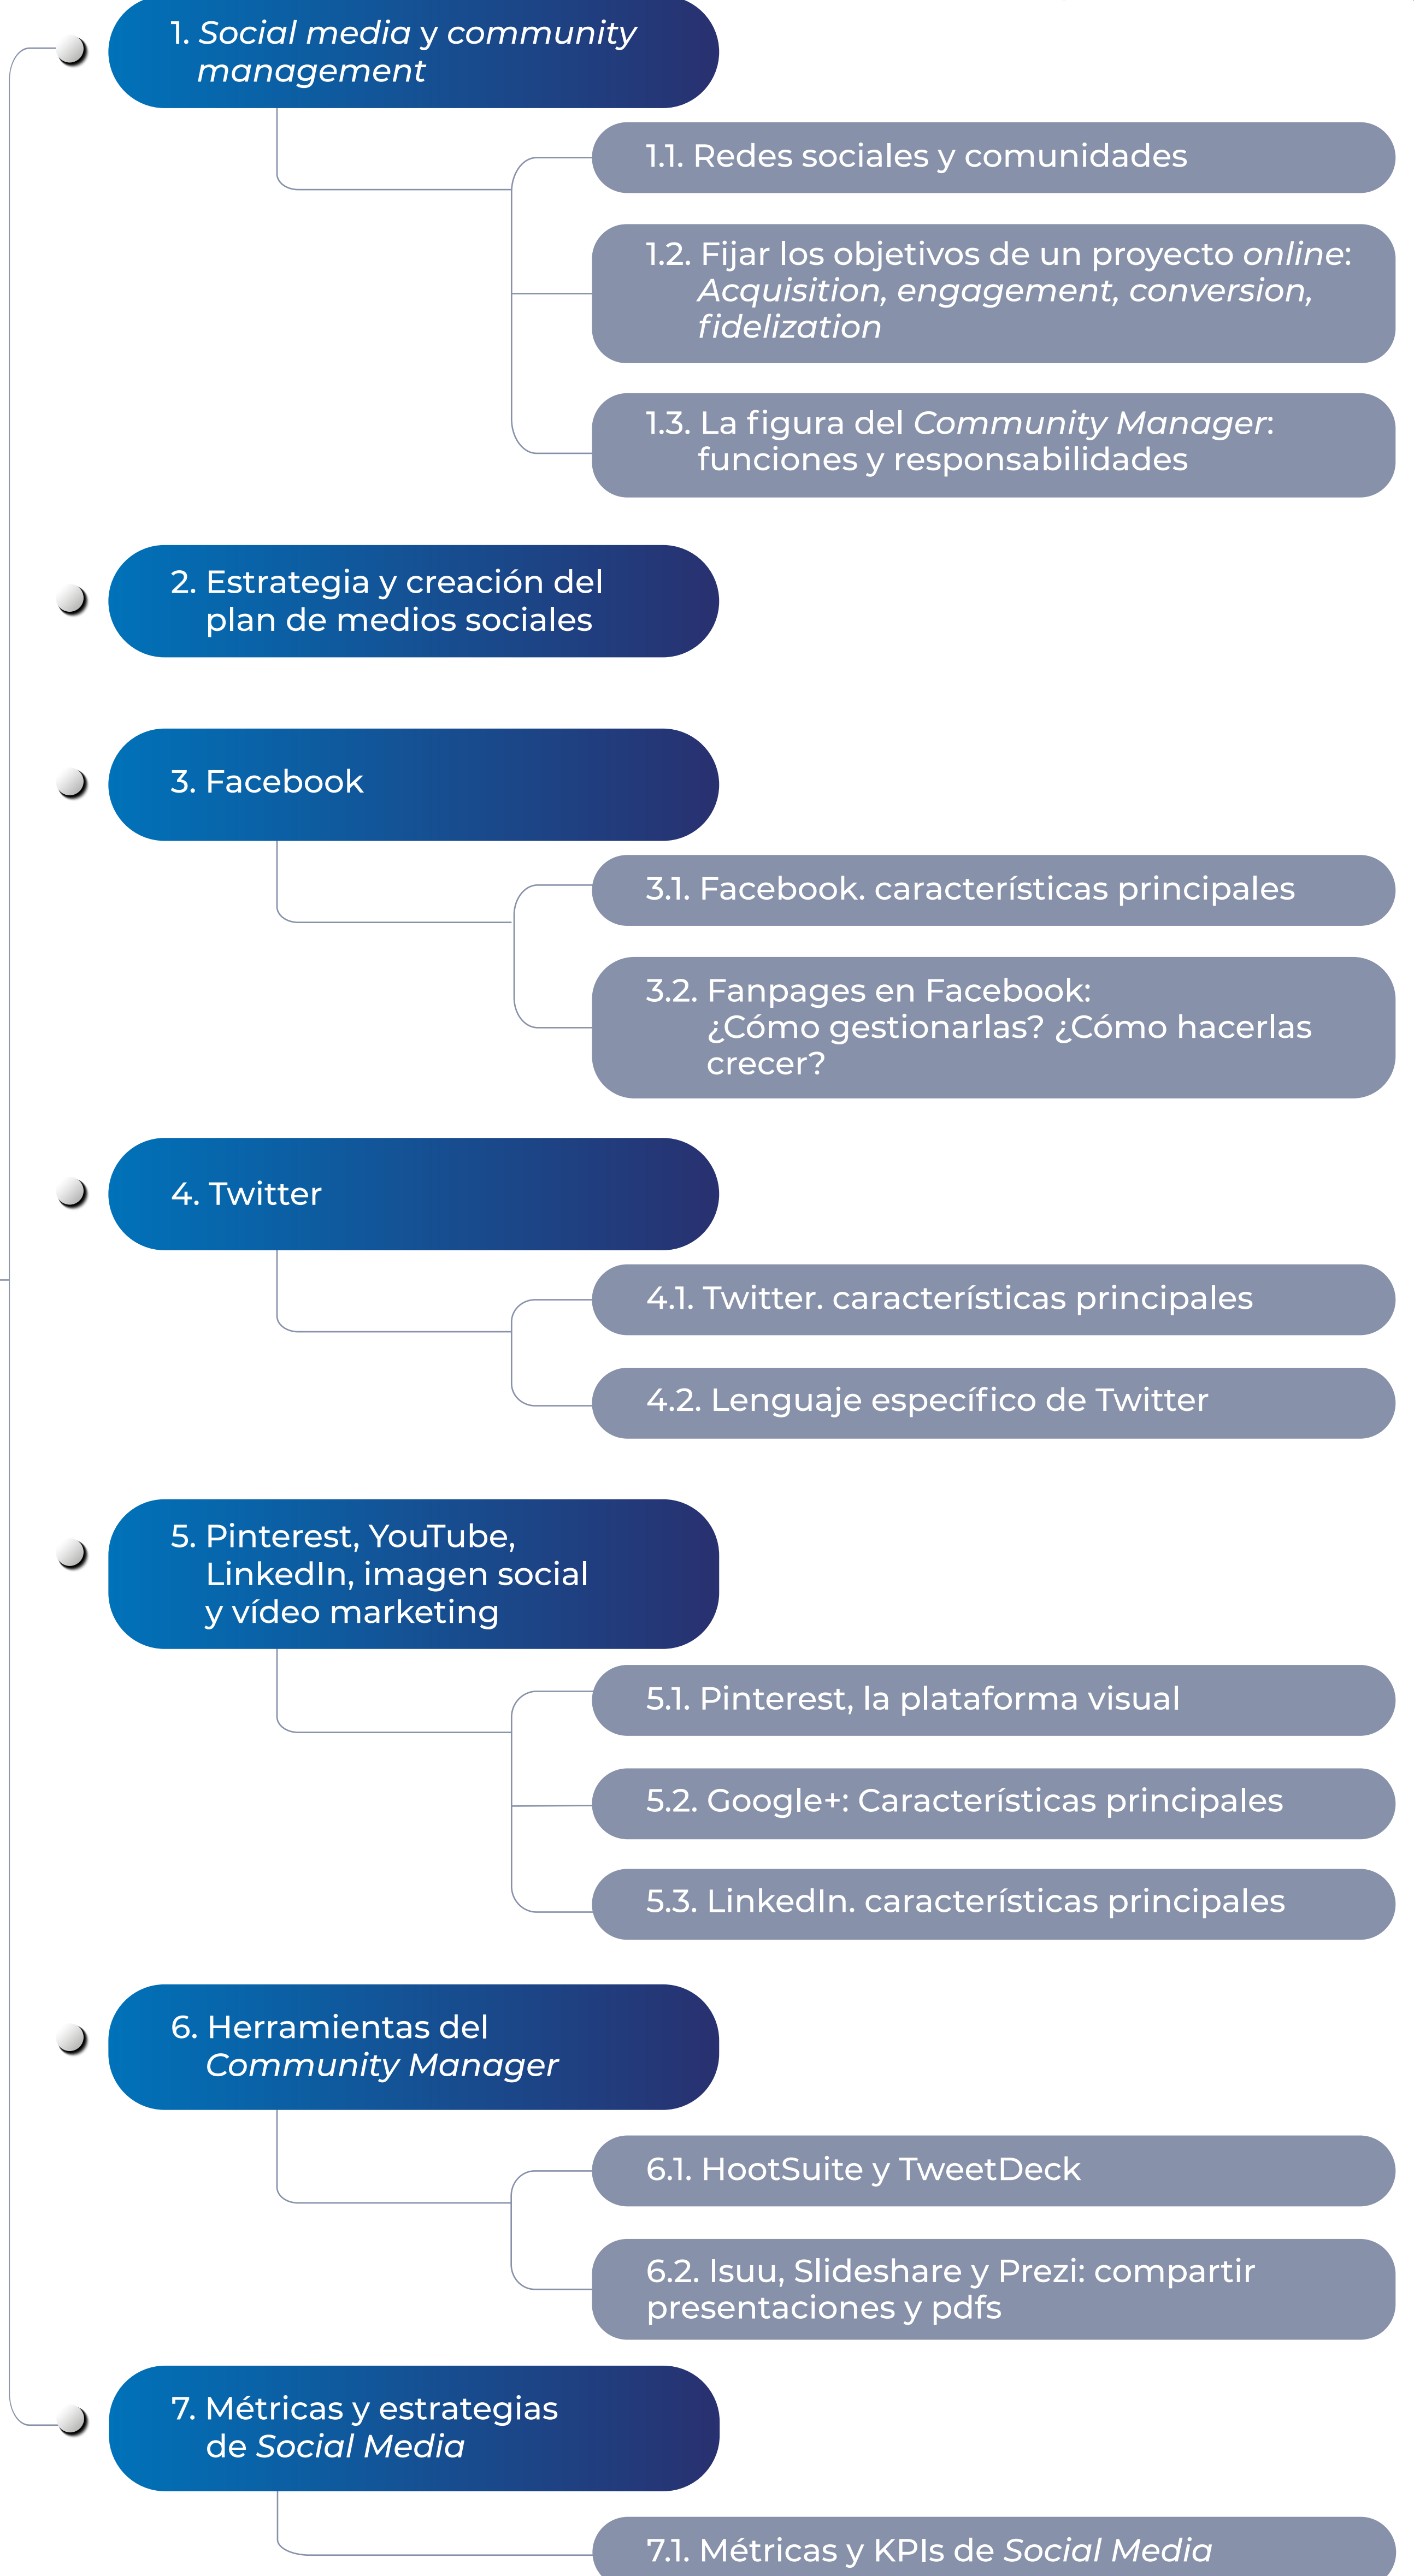 1. Social media y community
management
1.1. Redes sociales y comunidades
1.2. Fijar los objetivos de un proyecto online:
Acquisition, engagement, conversion,
fidelization
1.3. La figura del Community Manager:
funciones y responsabilidades
2. Estrategia y creación del
plan de medios sociales
3. Facebook
3.1. Facebook. características principales
3.2. Fanpages en Facebook:
¿Cómo gestionarlas? ¿Cómo hacerlas
crecer?
4. Twitter
4.1. Twitter. características principales
4.2. Lenguaje específico de Twitter
5. Pinterest, YouTube,
LinkedIn, imagen social
y vídeo marketing
5.1. Pinterest, la plataforma visual
5.2. Google+: Características principales
5.3. LinkedIn. características principales
6. Herramientas del
Community Manager
6.1. HootSuite y TweetDeck
6.2. Isuu, Slideshare y Prezi: compartir
presentaciones y pdfs
7. Métricas y estrategias
de Social Media
7.1. Métricas y KPIs de Social Media